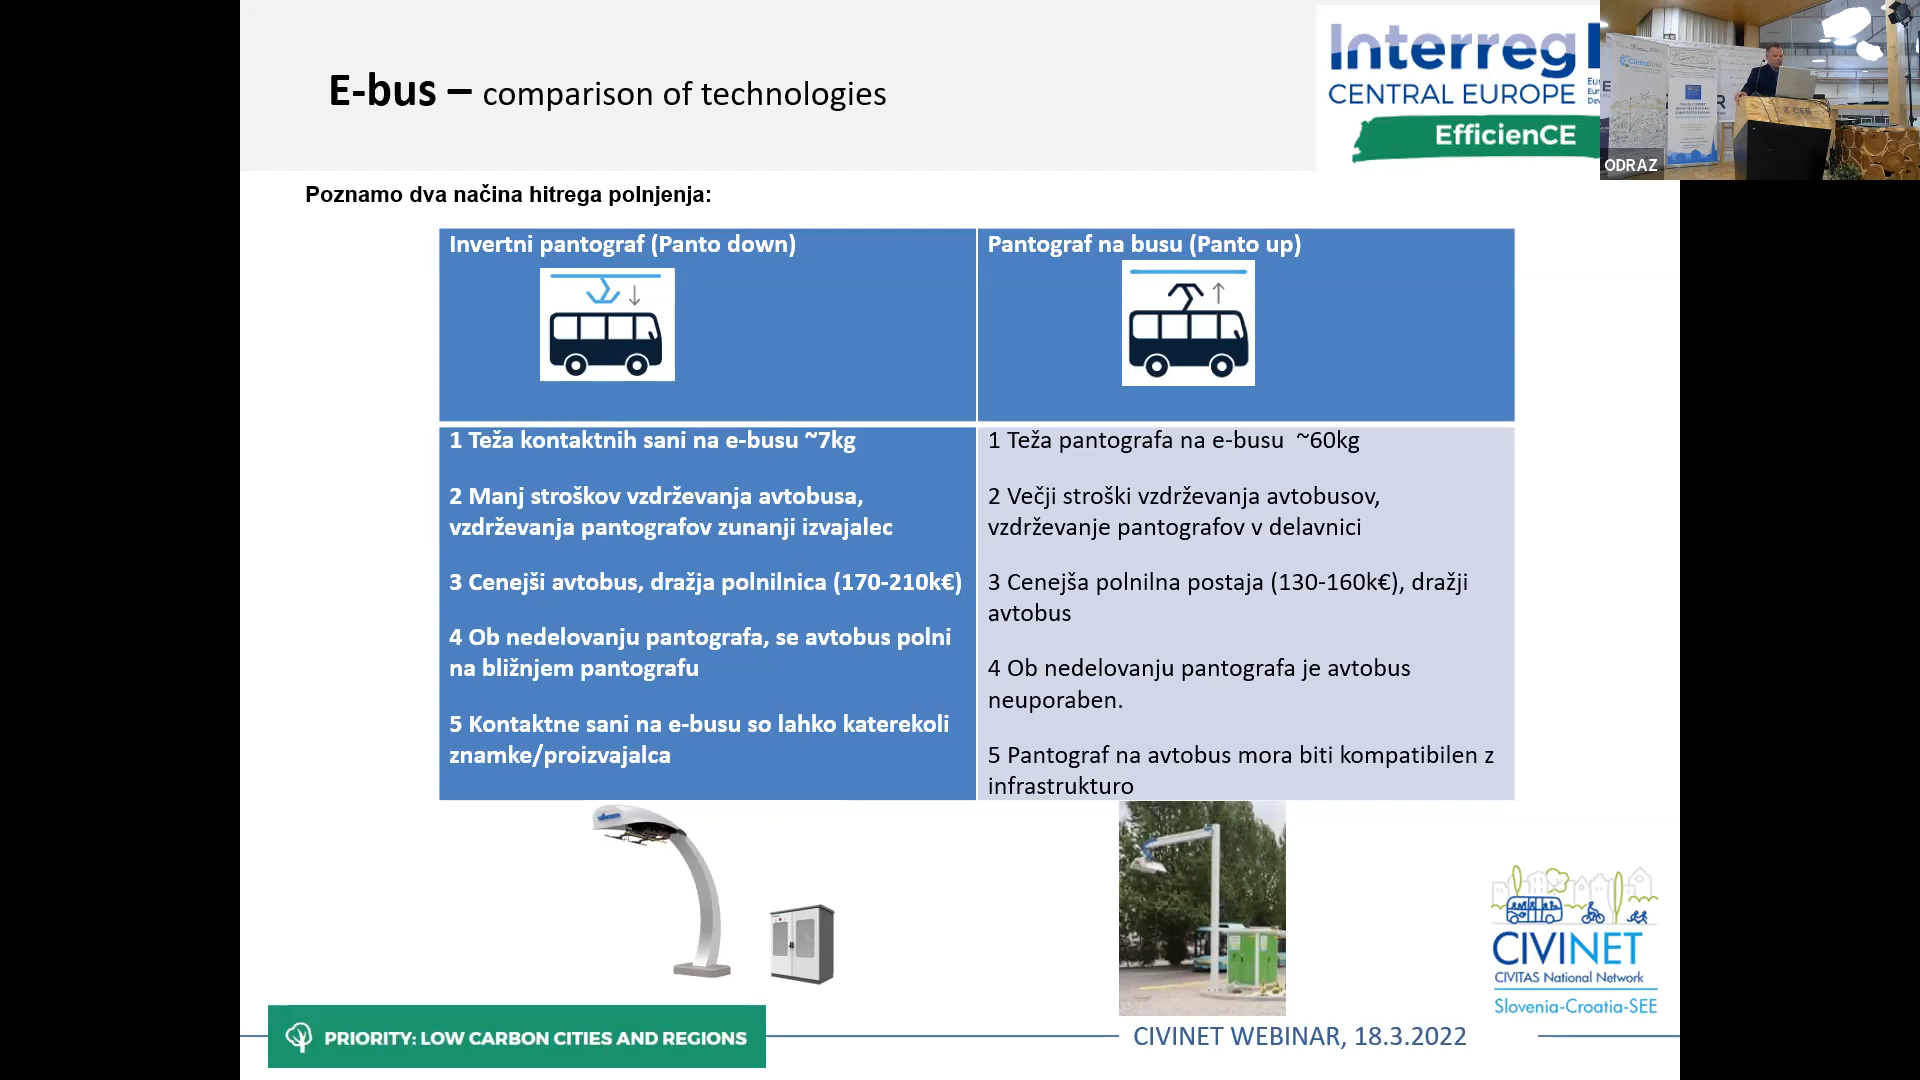 E-bus – comparison of technologies
Interreg
CENTRAL EUROPE
EfficienCE
ODRAZ
Poznamo dva načina hitrega polnjenja:
Invertni pantograf (Panto down)
Pantograf na busu (Panto up)
1 Teža kontaktnih sani na e-busu ~7kg
2 Manj stroškov vzdrževanja avtobusa,
vzdrževanja pantografov zunanji izvajalec
3 Cenejši avtobus, dražja polnilnica (170-210k€)
4 Ob nedelovanju pantografa, se avtobus polni
na bližnjem pantografu
5 Kontaktne sani na e-busu so lahko katerekoli
znamke/proizvajalca
1 Teža pantografa na e-busu ~60kg
2 Večji stroški vzdrževanja avtobusov,
vzdrževanje pantografov v delavnici
3 Cenejša polnilna postaja (130-160k€), dražji
avtobus
4 Ob nedelovanju pantografa je avtobus
neuporaben.
5 Pantograf na avtobus mora biti kompatibilen z
infrastrukturo
CIVINET
CIVITAS National Network
Slovenia-Croatia-SEE
PRIORITY: LOW CARBON CITIES AND REGIONS
CIVINET WEBINAR, 18.3.2022